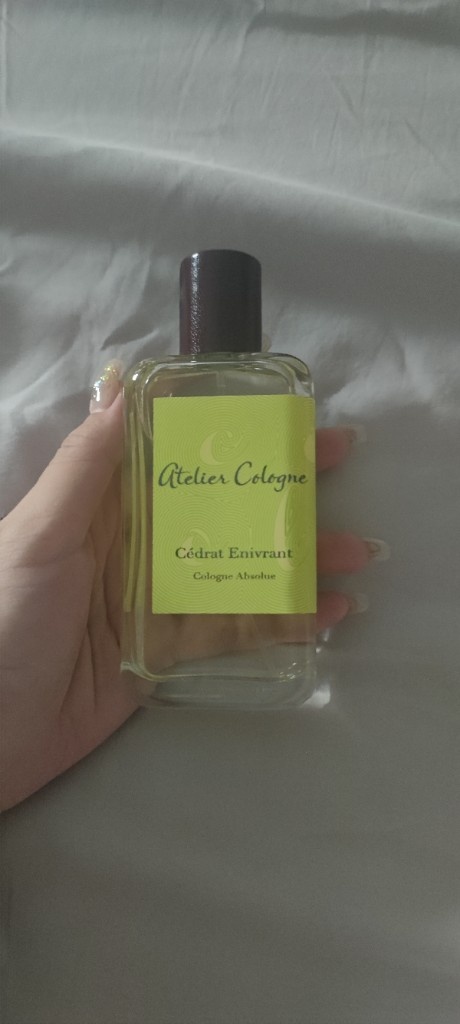 Atelier Cologne
Cédrat Enivrant
Cologne Absolue